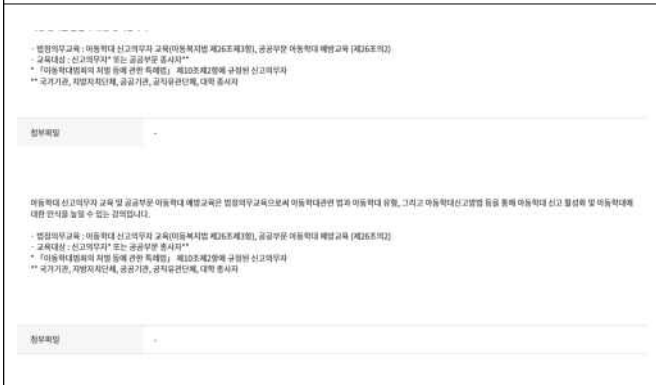 - 법정의무교육 : 아동학대 신고의무자 교육(아동복지법 제26조제3항), 공공부문 아동학대 예방교육 (제26조의2)
- 교육대상 : 신고의무자* 또는 공공부문 종사자**
* 「아동학대범죄의 처벌 등에 관한 특례법」 제10조제2항에 규정된 신고의무자
** 국가기관, 지방자치단체, 공공기관, 공직유관단체, 대학 종사자
첨부파일 -
아동학대 신고의무자 교육 및 공공부문 아동학대 예방교육은 법정의무교육으로써 아동학대관련 법과 아동학대 유형, 그리고 아동학대신고방법 등을 통해 아동학대 신고 활성화 및 아동학대에
대한 인식을 높일 수 있는 강의입니다.
- 법정의무교육 : 아동학대 신고의무자 교육(아동복지법 제26조제3항), 공공부문 아동학대 예방교육 (제26조의2)
- 교육대상 : 신고의무자* 또는 공공부문 종사자**
* 「아동학대범죄의 처벌 등에 관한 특례법」 제10조제2항에 규정된 신고의무자
** 국가기관, 지방자치단체, 공공기관, 공직유관단체, 대학 종사자
첨부파일 -